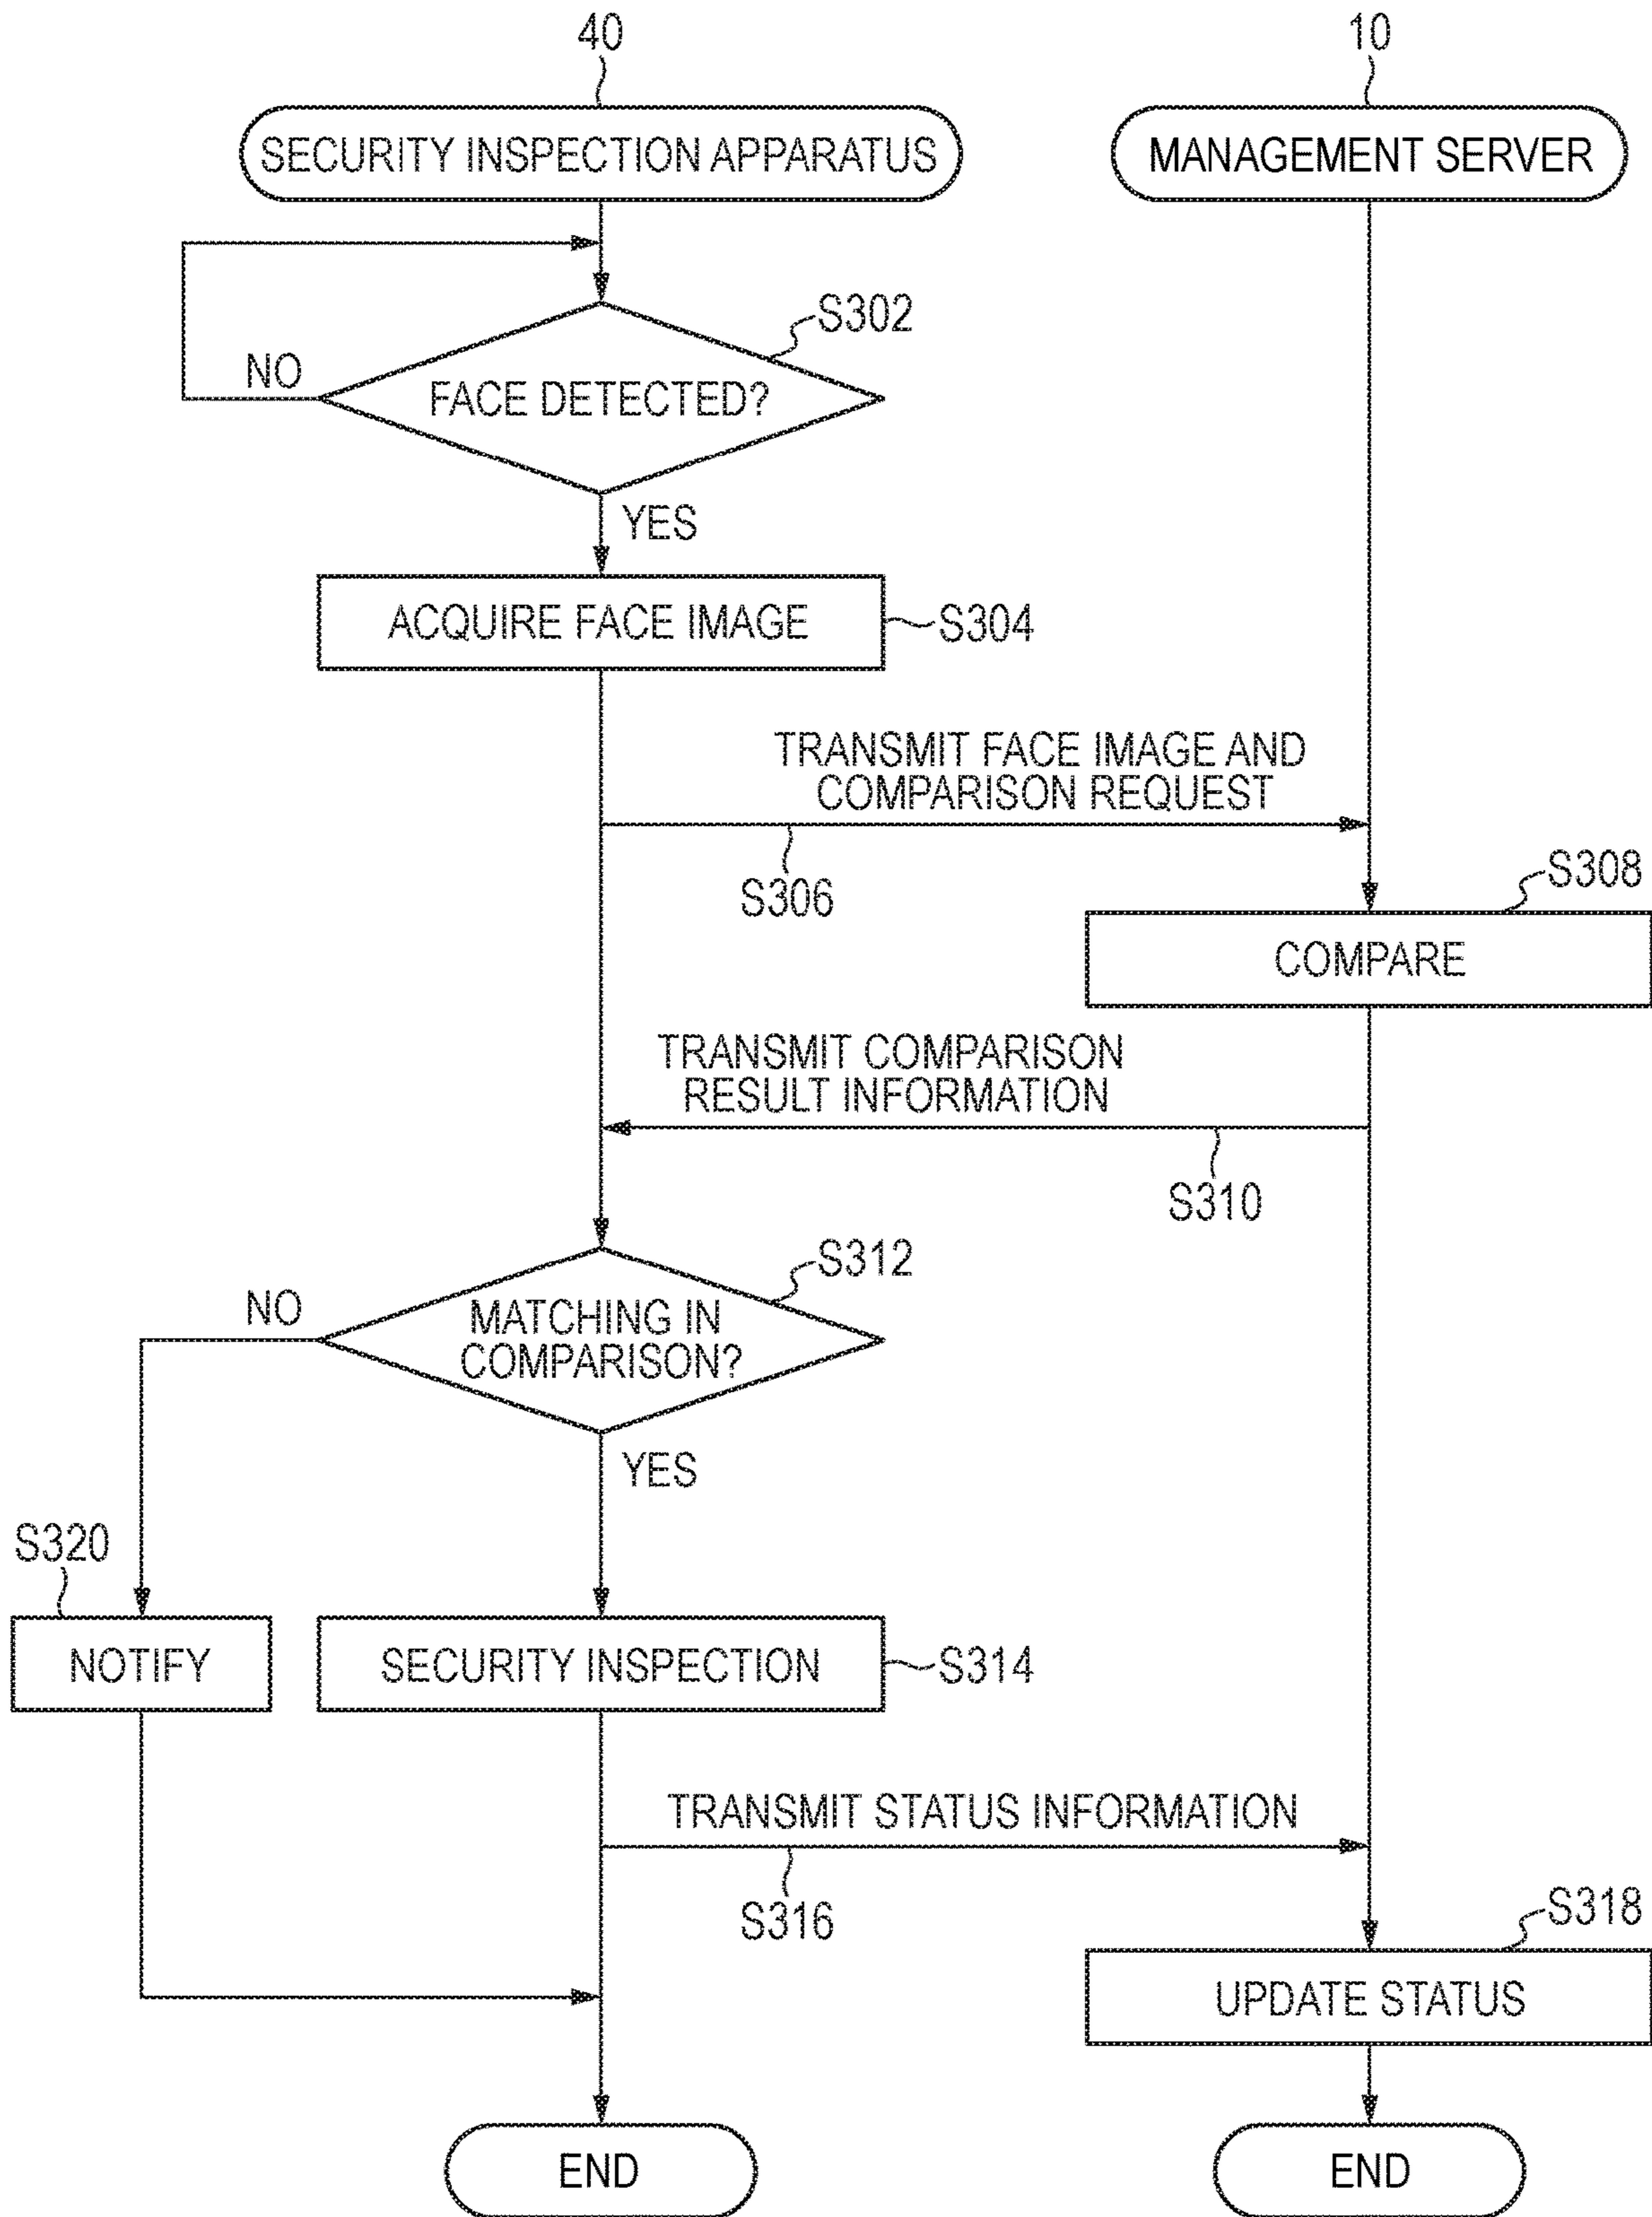 40
10
SECURITY INSPECTION APPARATUS
MANAGEMENT SERVER
S302
NO
FACE DETECTED?
YES
ACQUIRE FACE IMAGE
S304
TRANSMIT FACE IMAGE AND
COMPARISON REQUEST
S306
S308
COMPARE
TRANSMIT COMPARISON
RESULT INFORMATION
S310
S312
NO
MATCHING IN
COMPARISON?
YES
S320
NOTIFY
SECURITY INSPECTION
S314
TRANSMIT STATUS INFORMATION
S316
S318
UPDATE STATUS
END
END